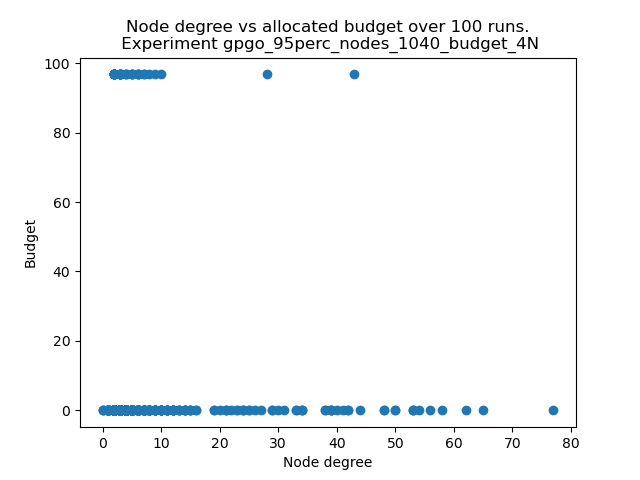 Node degree vs allocated budget over 100 runs.
Experiment gpgo_95perc_nodes_1040_budget_4N
100
80
60
40
20
0
Budget
0 10 20 30 40 50 60 70 80
Node degree